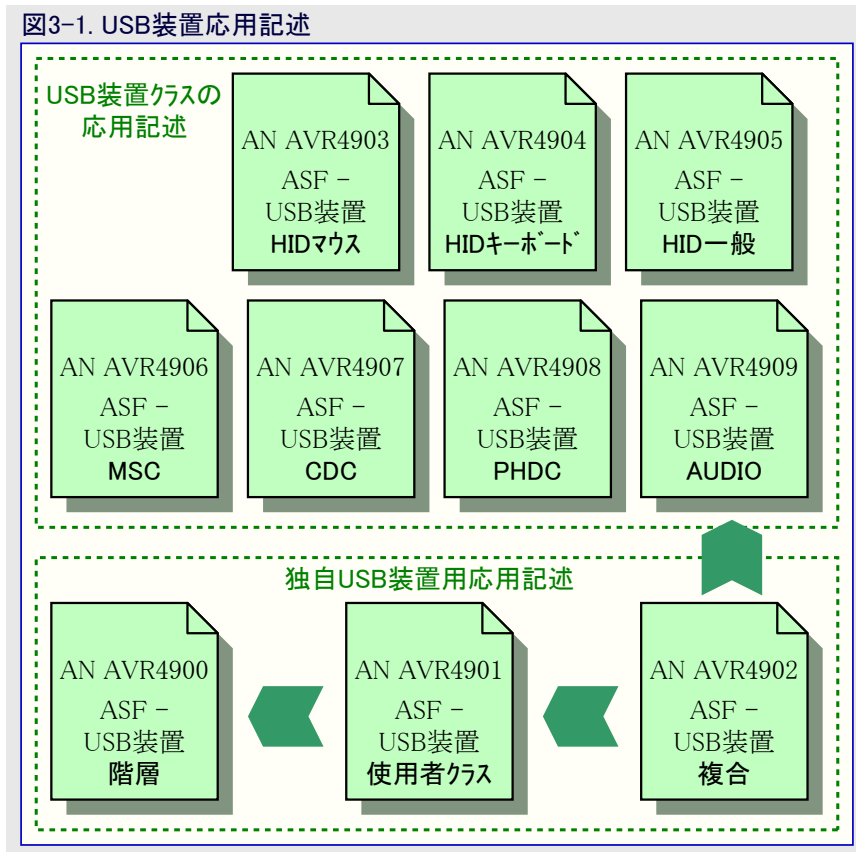 図3-1. USB装置応用記述
USB装置クラスの
応用記述
AN AVR4903
ASF -
USB装置
HIDマウス
AN AVR4904
ASF -
USB装置
HIDキーボード
AN AVR4905
ASF -
USB装置
HID一般
AN AVR4906
ASF -
USB装置
MSC
AN AVR4907
ASF -
USB装置
CDC
AN AVR4908
ASF -
USB装置
PHDC
AN AVR4909
ASF -
USB装置
AUDIO
独自USB装置用応用記述
AN AVR4900
ASF -
USB装置
階層
AN AVR4901
ASF -
USB装置
使用者クラス
AN AVR4902
ASF -
USB装置
複合